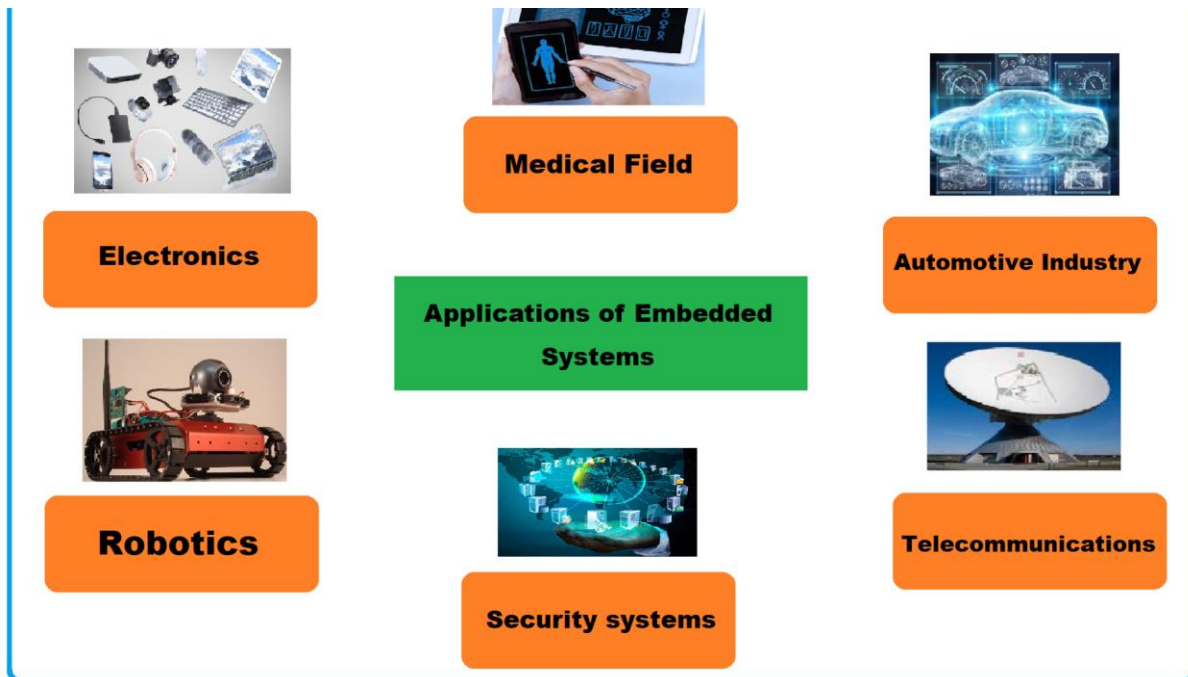 Medical Field
Electronics
Automotive Industry
Applications of Embedded
Systems
Robotics
Telecommunications
Security systems